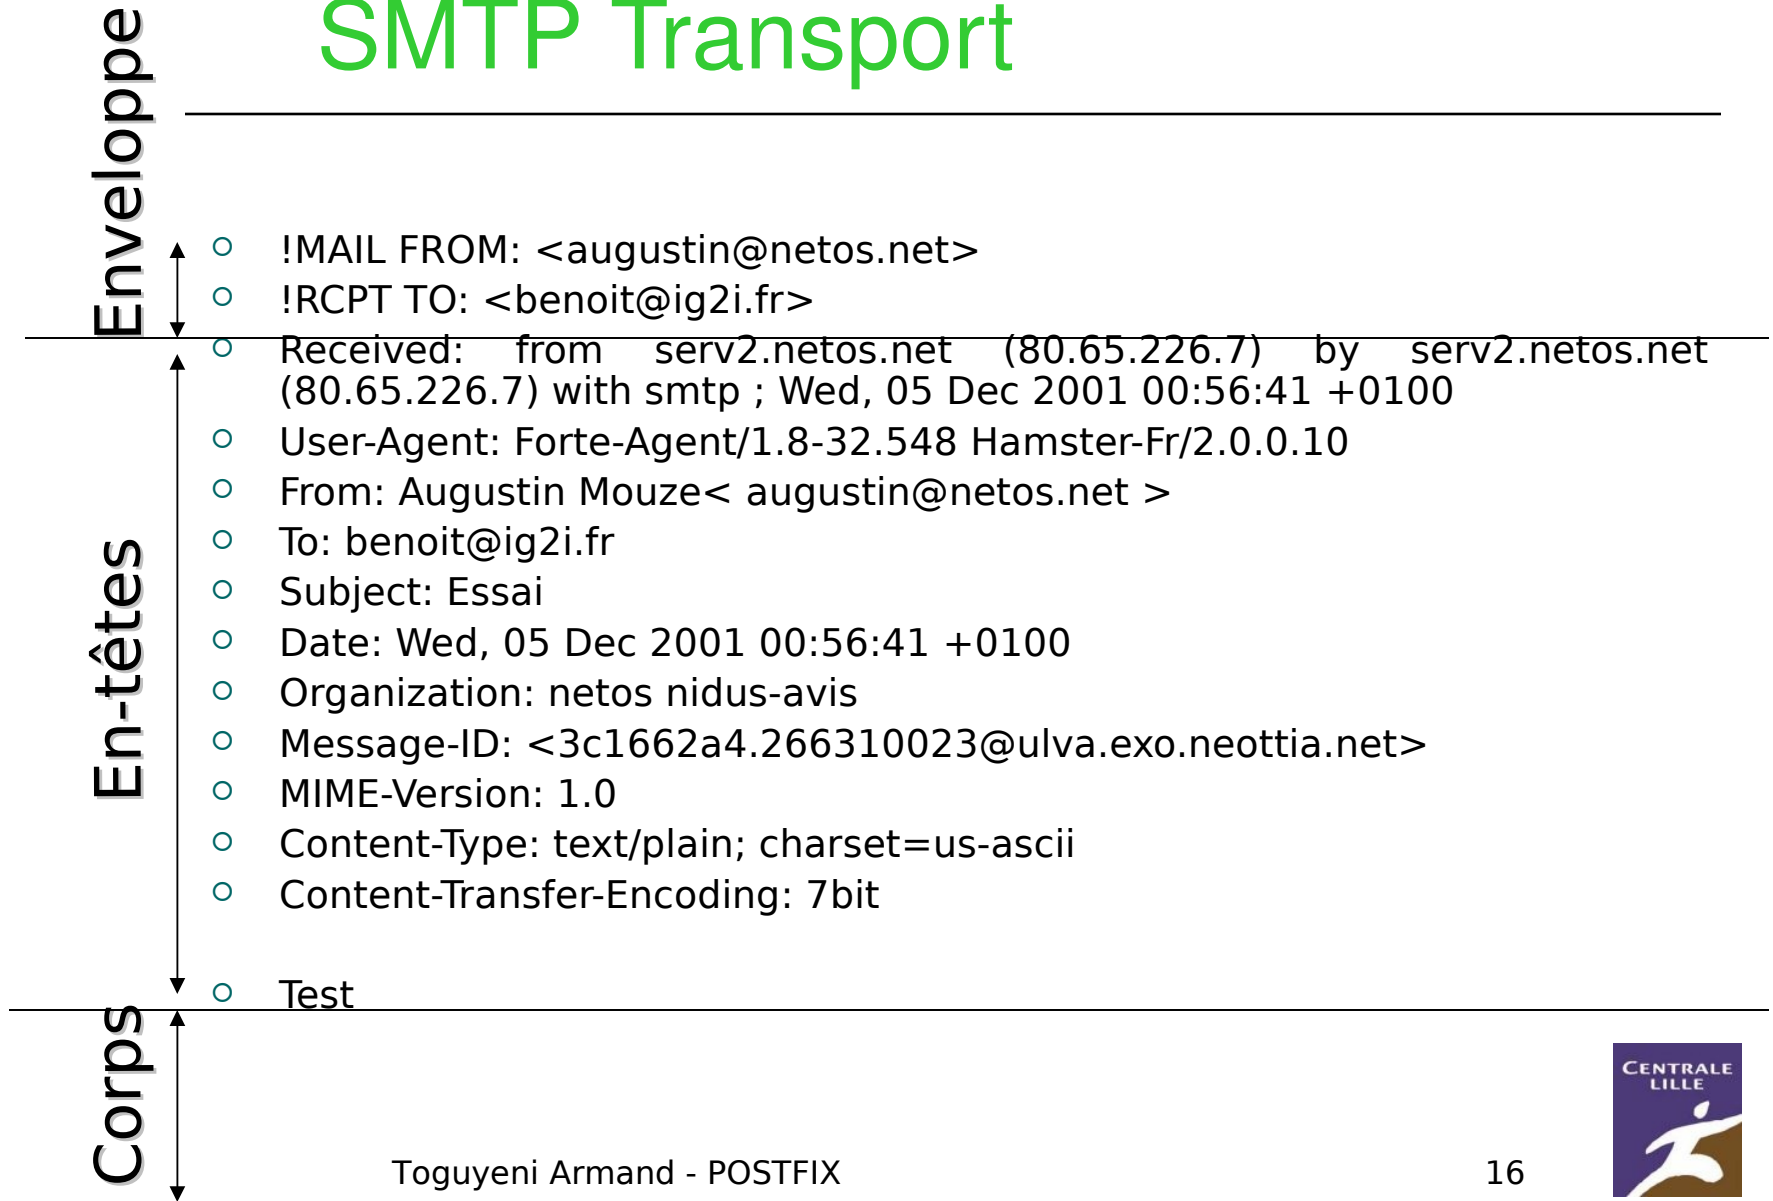 SMTP Transport
Enveloppe
!MAIL FROM: <augustin@netos.net>
!RCPT TO: <benoit@ig2i.fr>
En-têtes
Received: from serv2.netos.net (80.65.226.7) by serv2.netos.net
(80.65.226.7) with smtp ; Wed, 05 Dec 2001 00:56:41 +0100
User-Agent: Forte-Agent/1.8-32.548 Hamster-Fr/2.0.0.10
From: Augustin Mouze< augustin@netos.net >
To: benoit@ig2i.fr
Subject: Essai
Date: Wed, 05 Dec 2001 00:56:41 +0100
Organization: netos nidus-avis
Message-ID: <3c1662a4.266310023@ulva.exo.neottia.net>
MIME-Version: 1.0
Content-Type: text/plain; charset=us-ascii
Content-Transfer-Encoding: 7bit
Test
Corps
Toguyeni Armand - POSTFIX
16
CENTRALE
LILLE